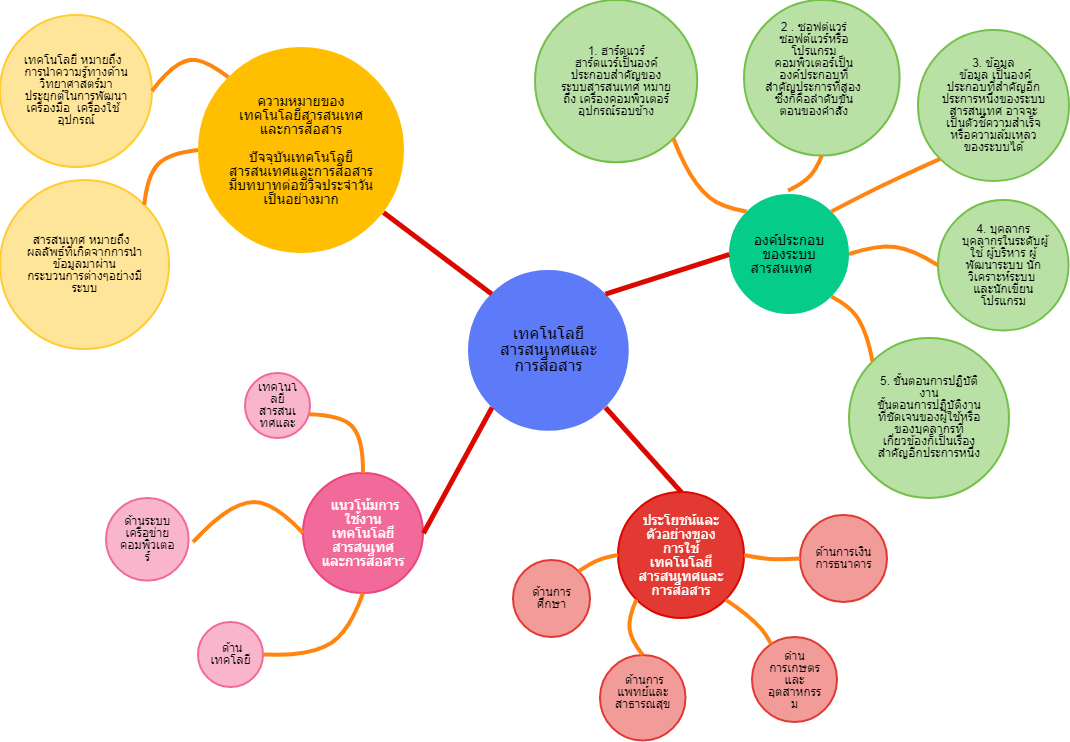 เทคโนโลยี หมายถึง
การนำความรู้ทางด้าน
วิทยาศาสตร์มา
ประยุกต์ในการพัฒนา
เครื่องมือ เครื่องใช้
อุปกรณ์
สารสนเทศ หมายถึง
ผลลัพธ์ที่เกิดจากการนำ
ข้อมูลมาผ่าน
กระบวนการต่างๆอย่างมี
ระบบ
ความหมายของ
เทคโนโลยีสารสนเทศ
และการสื่อสาร
ปัจจุบันเทคโนโลยี
สารสนเทศและการสื่อสาร
มีบทบาทต่อชีวิจประจำวัน
เป็นอย่างมาก
1. ฮาร์ดแวร์
ฮาร์ดแวร์เป็นองค์
ประกอบสำคัญของ
ระบบสารสนเทศ หมาย
ถึง เครื่องคอมพิวเตอร์
อุปกรณ์รอบข้าง
2 . ซอฟต์แวร์
ซอฟต์แวร์หรือ
โปรแกรม
คอมพิวเตอร์เป็น
องค์ประกอบที่
สำคัญประการที่สอง
ซึ่งก็คือลำดับขั้น
ตอนของคำสั่ง
3. ข้อมูล
ข้อมูล เป็นองค์
ประกอบที่สำคัญอีก
ประการหนึ่งของระบบ
สารสนเทศ อาจจะ
เป็นตัวชี้ความสำเร็จ
หรือความล้มเหลว
ของระบบได้
องค์ประกอบ
ของระบบ
สารสนเทศ
4. บุคลากร
บุคลากรในระดับผู้
ใช้ ผู้บริหาร ผู้
พัฒนาระบบ นัก
วิเคราะห์ระบบ
และนักเขียน
โปรแกรม
5. ขั้นตอนการปฏิบัติ
งาน
ขั้นตอนการปฏิบัติงาน
ที่ชัดเจนของผู้ใช้หรือ
ของบุคลากรที่
เกี่ยวข้องก็เป็นเรื่อง
สำคัญอีกประการหนึ่ง
เทคโนโลยี
สารสนเทศและ
การสื่อสาร
เทคโนโ
ลยี
สารสนเ
ทศและ
ด้านระบบ
เครือข่าย
คอมพิวเตอ
ร์
ด้าน
เทคโลยี
แนวโน้มการ
ใช้งาน
เทคโนโลยี
สารสนเทศ
และการสื่อสาร
ประโยชน์และ
ตัวอย่างของ
การใช้
เทคโนโลยี
สารสนเทศและ
การสื่อสาร
ด้านการเงิน
การธนาคาร
ด้านการ
ศึกษา
ด้านการ
แพทย์และ
สาธารณสุข
ด้าน
การเกษตร
และ
อุตสาหกรร
ม